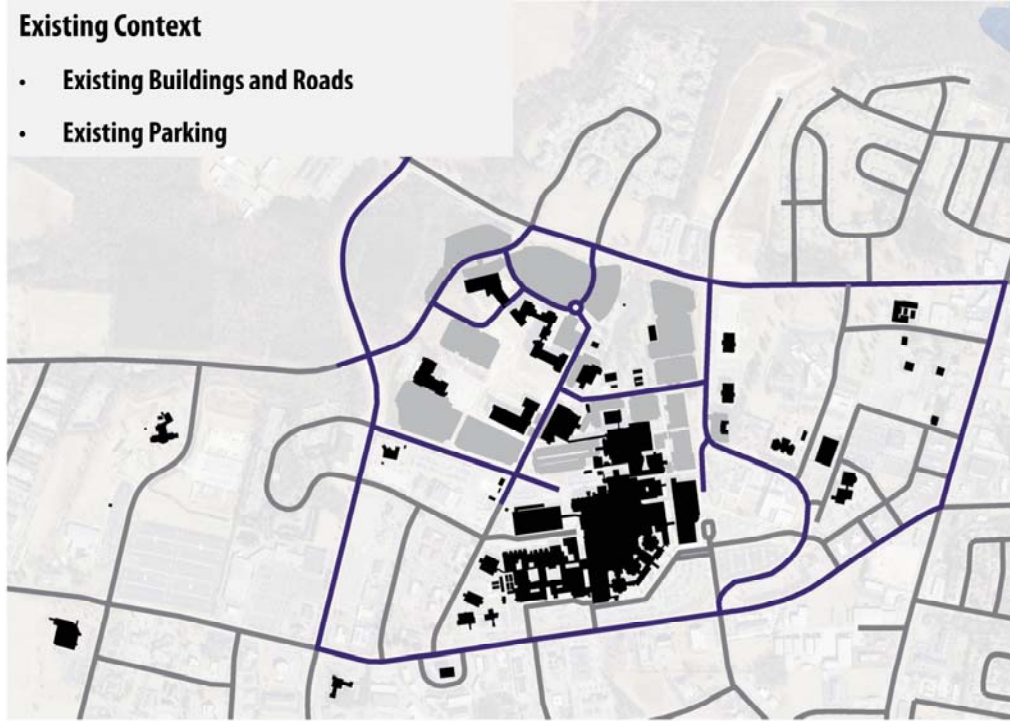 Existing Context
• Existing Buildings and Roads
• Existing Parking